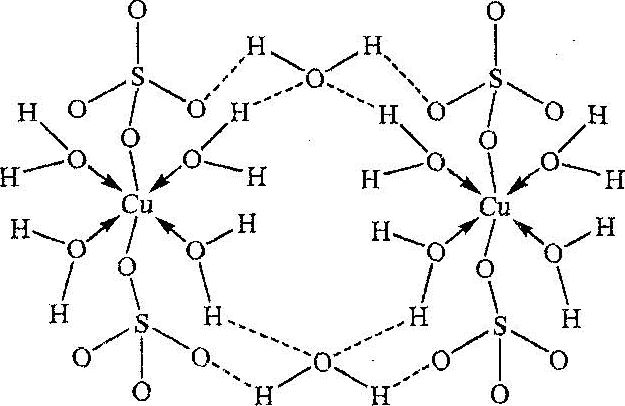 O O
H H
S O S
O O H H O O
H O O H
O O O O
H H H H
Cu Cu
H H H H
O O O O
O O
H H H H
S S
O O O O O
O H H O